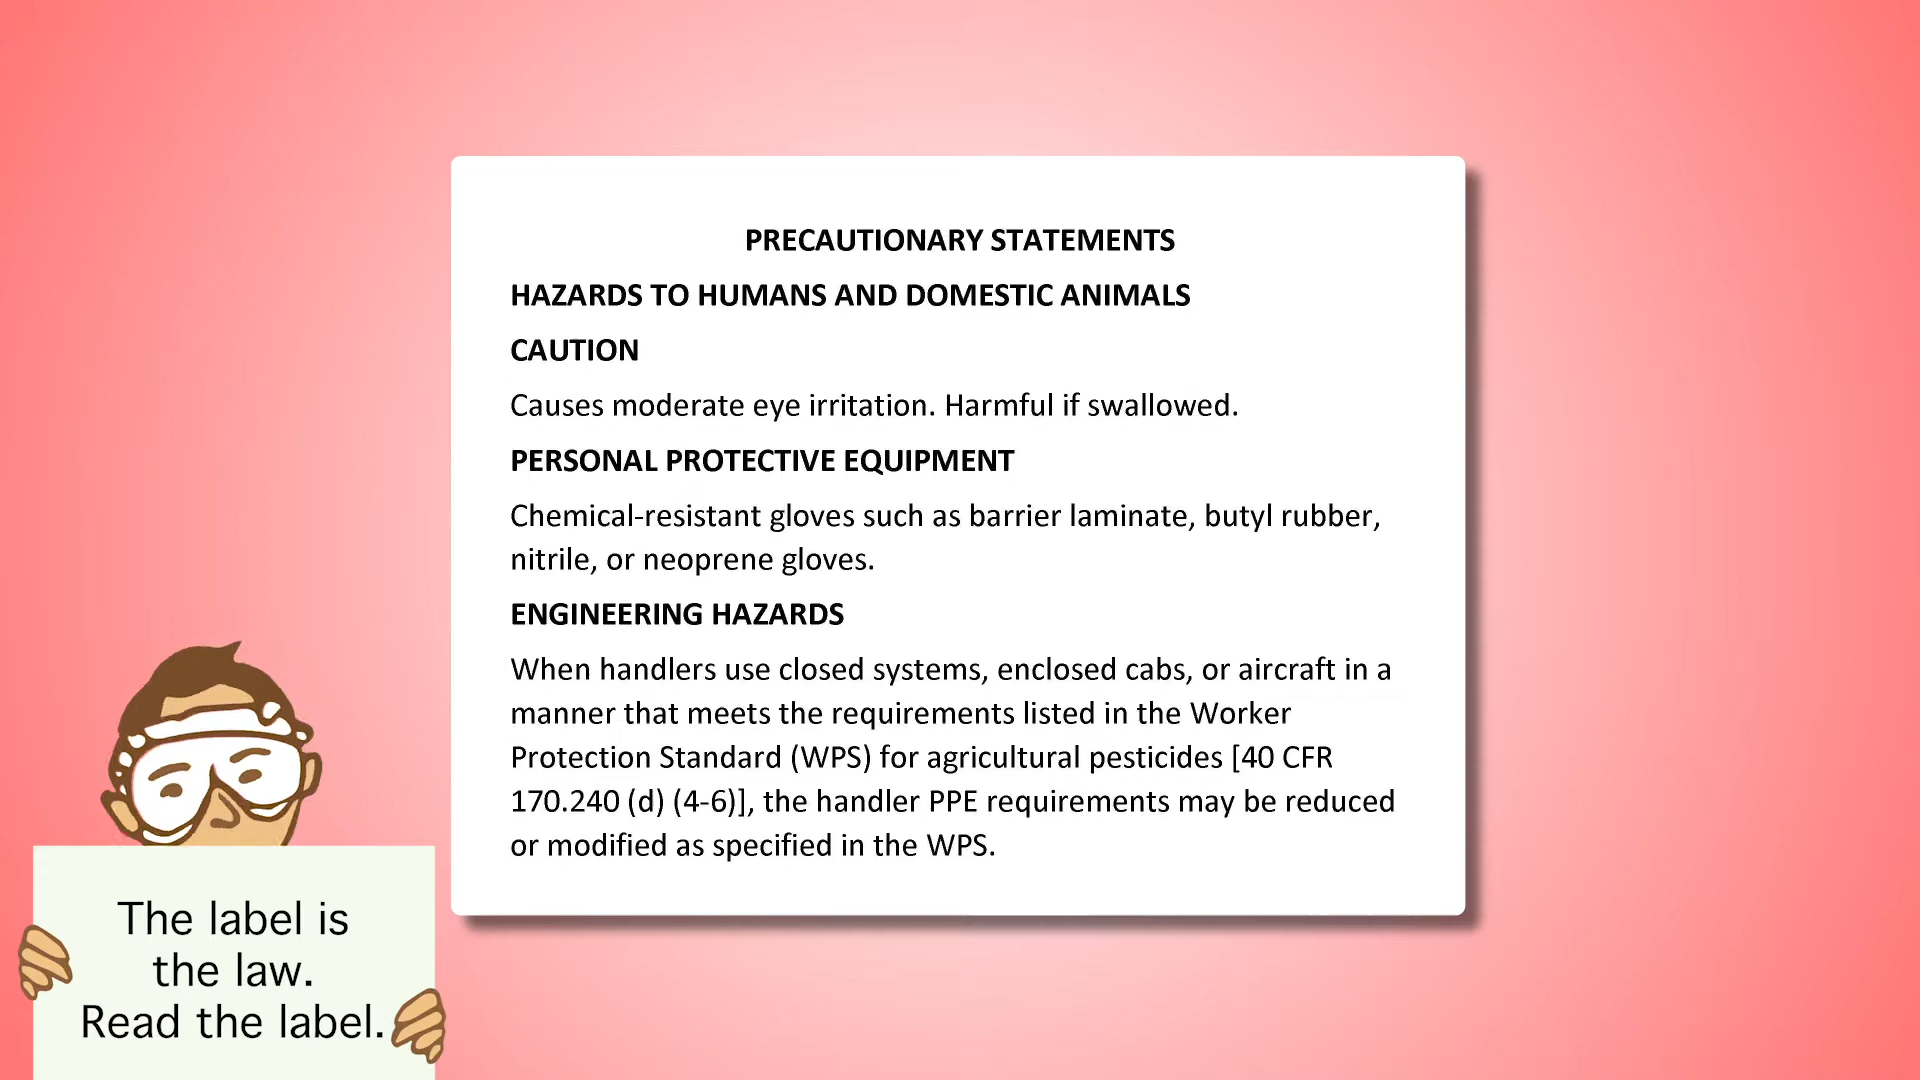 PRECAUTIONARY STATEMENTS
HAZARDS TO HUMANS AND DOMESTIC ANIMALS
CAUTION
Causes moderate eye irritation. Harmful if swallowed.
PERSONAL PROTECTIVE EQUIPMENT
Chemical-resistant gloves such as barrier laminate, butyl rubber,
nitrile, or neoprene gloves.
ENGINEERING HAZARDS
When handlers use closed systems, enclosed cabs, or aircraft in a
manner that meets the requirements listed in the Worker
Protection Standard (WPS) for agricultural pesticides [40 CFR
170.240 (d) (4-6)], the handler PPE requirements may be reduced
or modified as specified in the WPS.
The label is
the law.
Read the label.